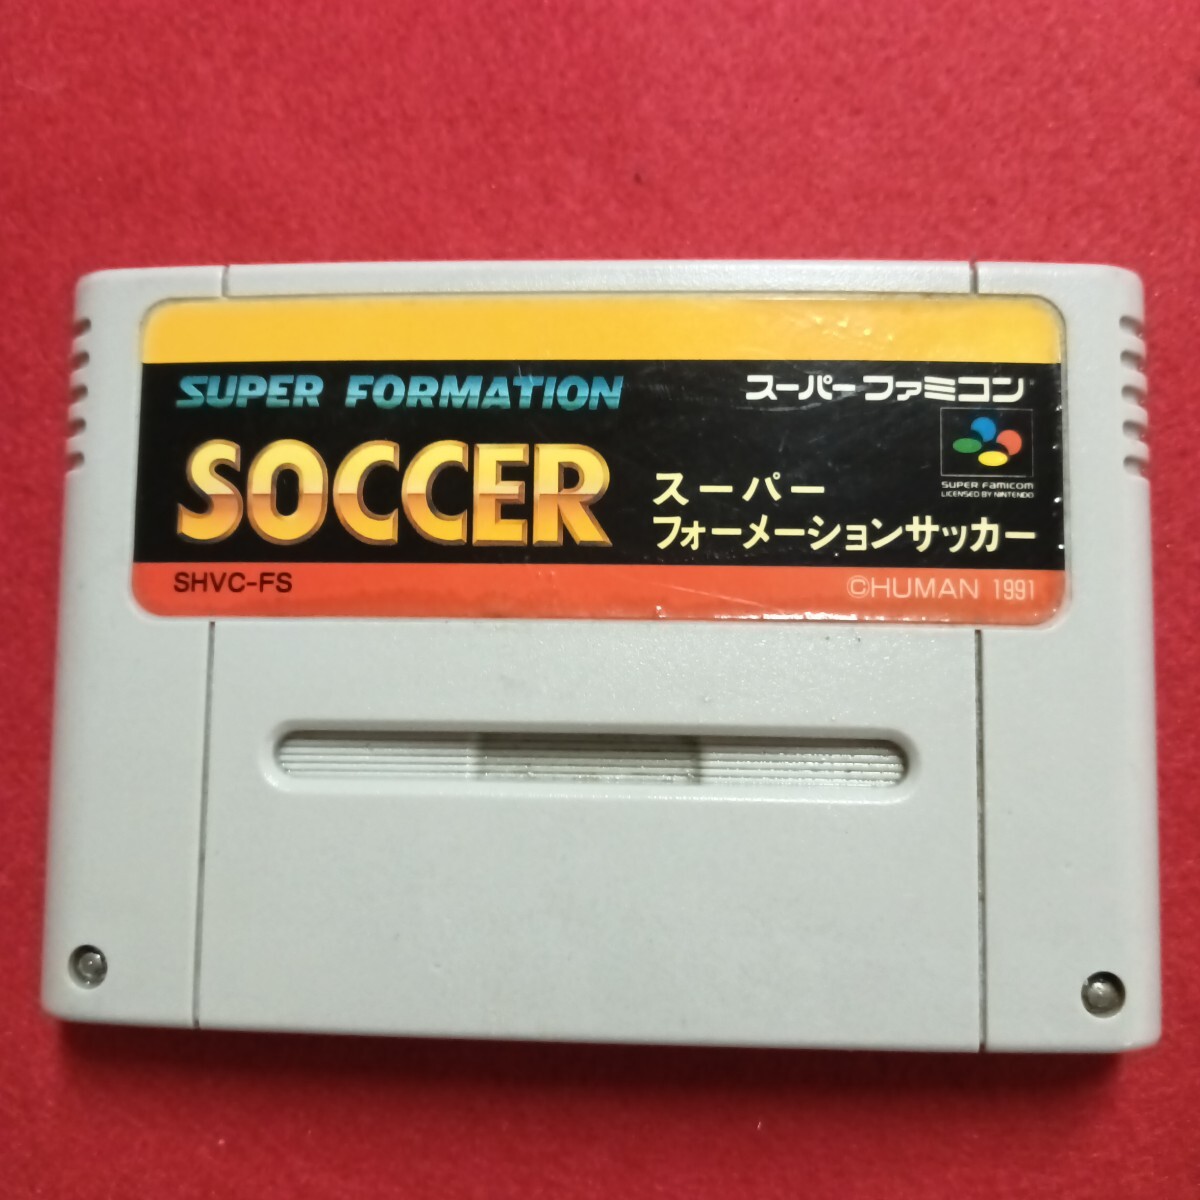 SUPER FORMATION
SOCCER
スーパーファミコン
SUPER FAMICOM
LICENSED BY NINTENDO
スーパー
フォーメーションサッカー
SHVC-FS
©HUMAN 1991